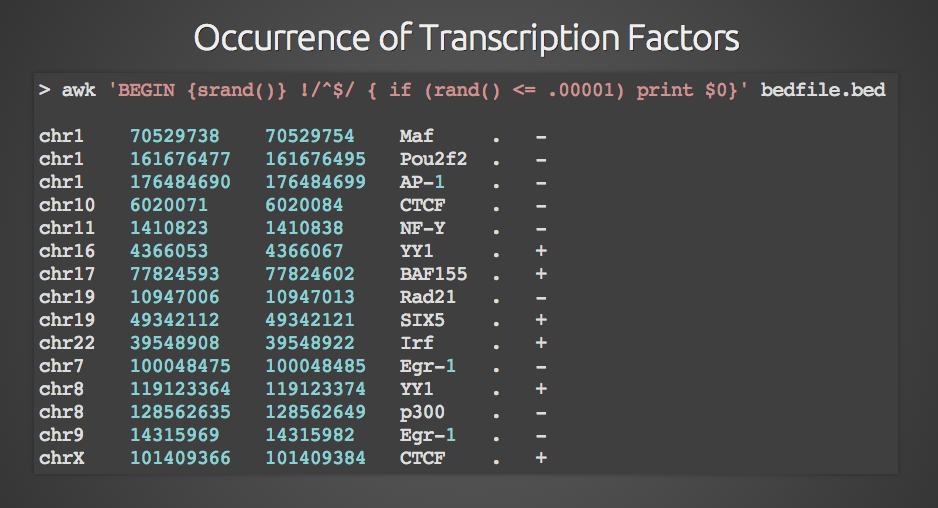 Occurrence of Transcription Factors
> awk 'BEGIN {srand()} !/^$/ { if (rand() <= .00001) print $0}' bedfile.bed
chr1 70529738 70529754 Maf . -
chr1 161676477 161676495 Pou2f2 . -
chr1 176484690 176484699 AP-1 . -
chr10 6020071 6020084 CTCF . -
chr11 1410823 1410838 NF-Y . -
chr16 4366053 4366067 YY1 . +
chr17 77824593 77824602 BAF155 . +
chr19 10947006 10947013 Rad21 . -
chr19 49342112 49342121 SIX5 . +
chr22 39548908 39548922 Irf . +
chr7 100048475 100048485 Egr-1 . -
chr8 119123364 119123374 YY1 . +
chr8 128562635 128562649 p300 . -
chr9 14315969 14315982 Egr-1 . -
chrX 101409366 101409384 CTCF . +